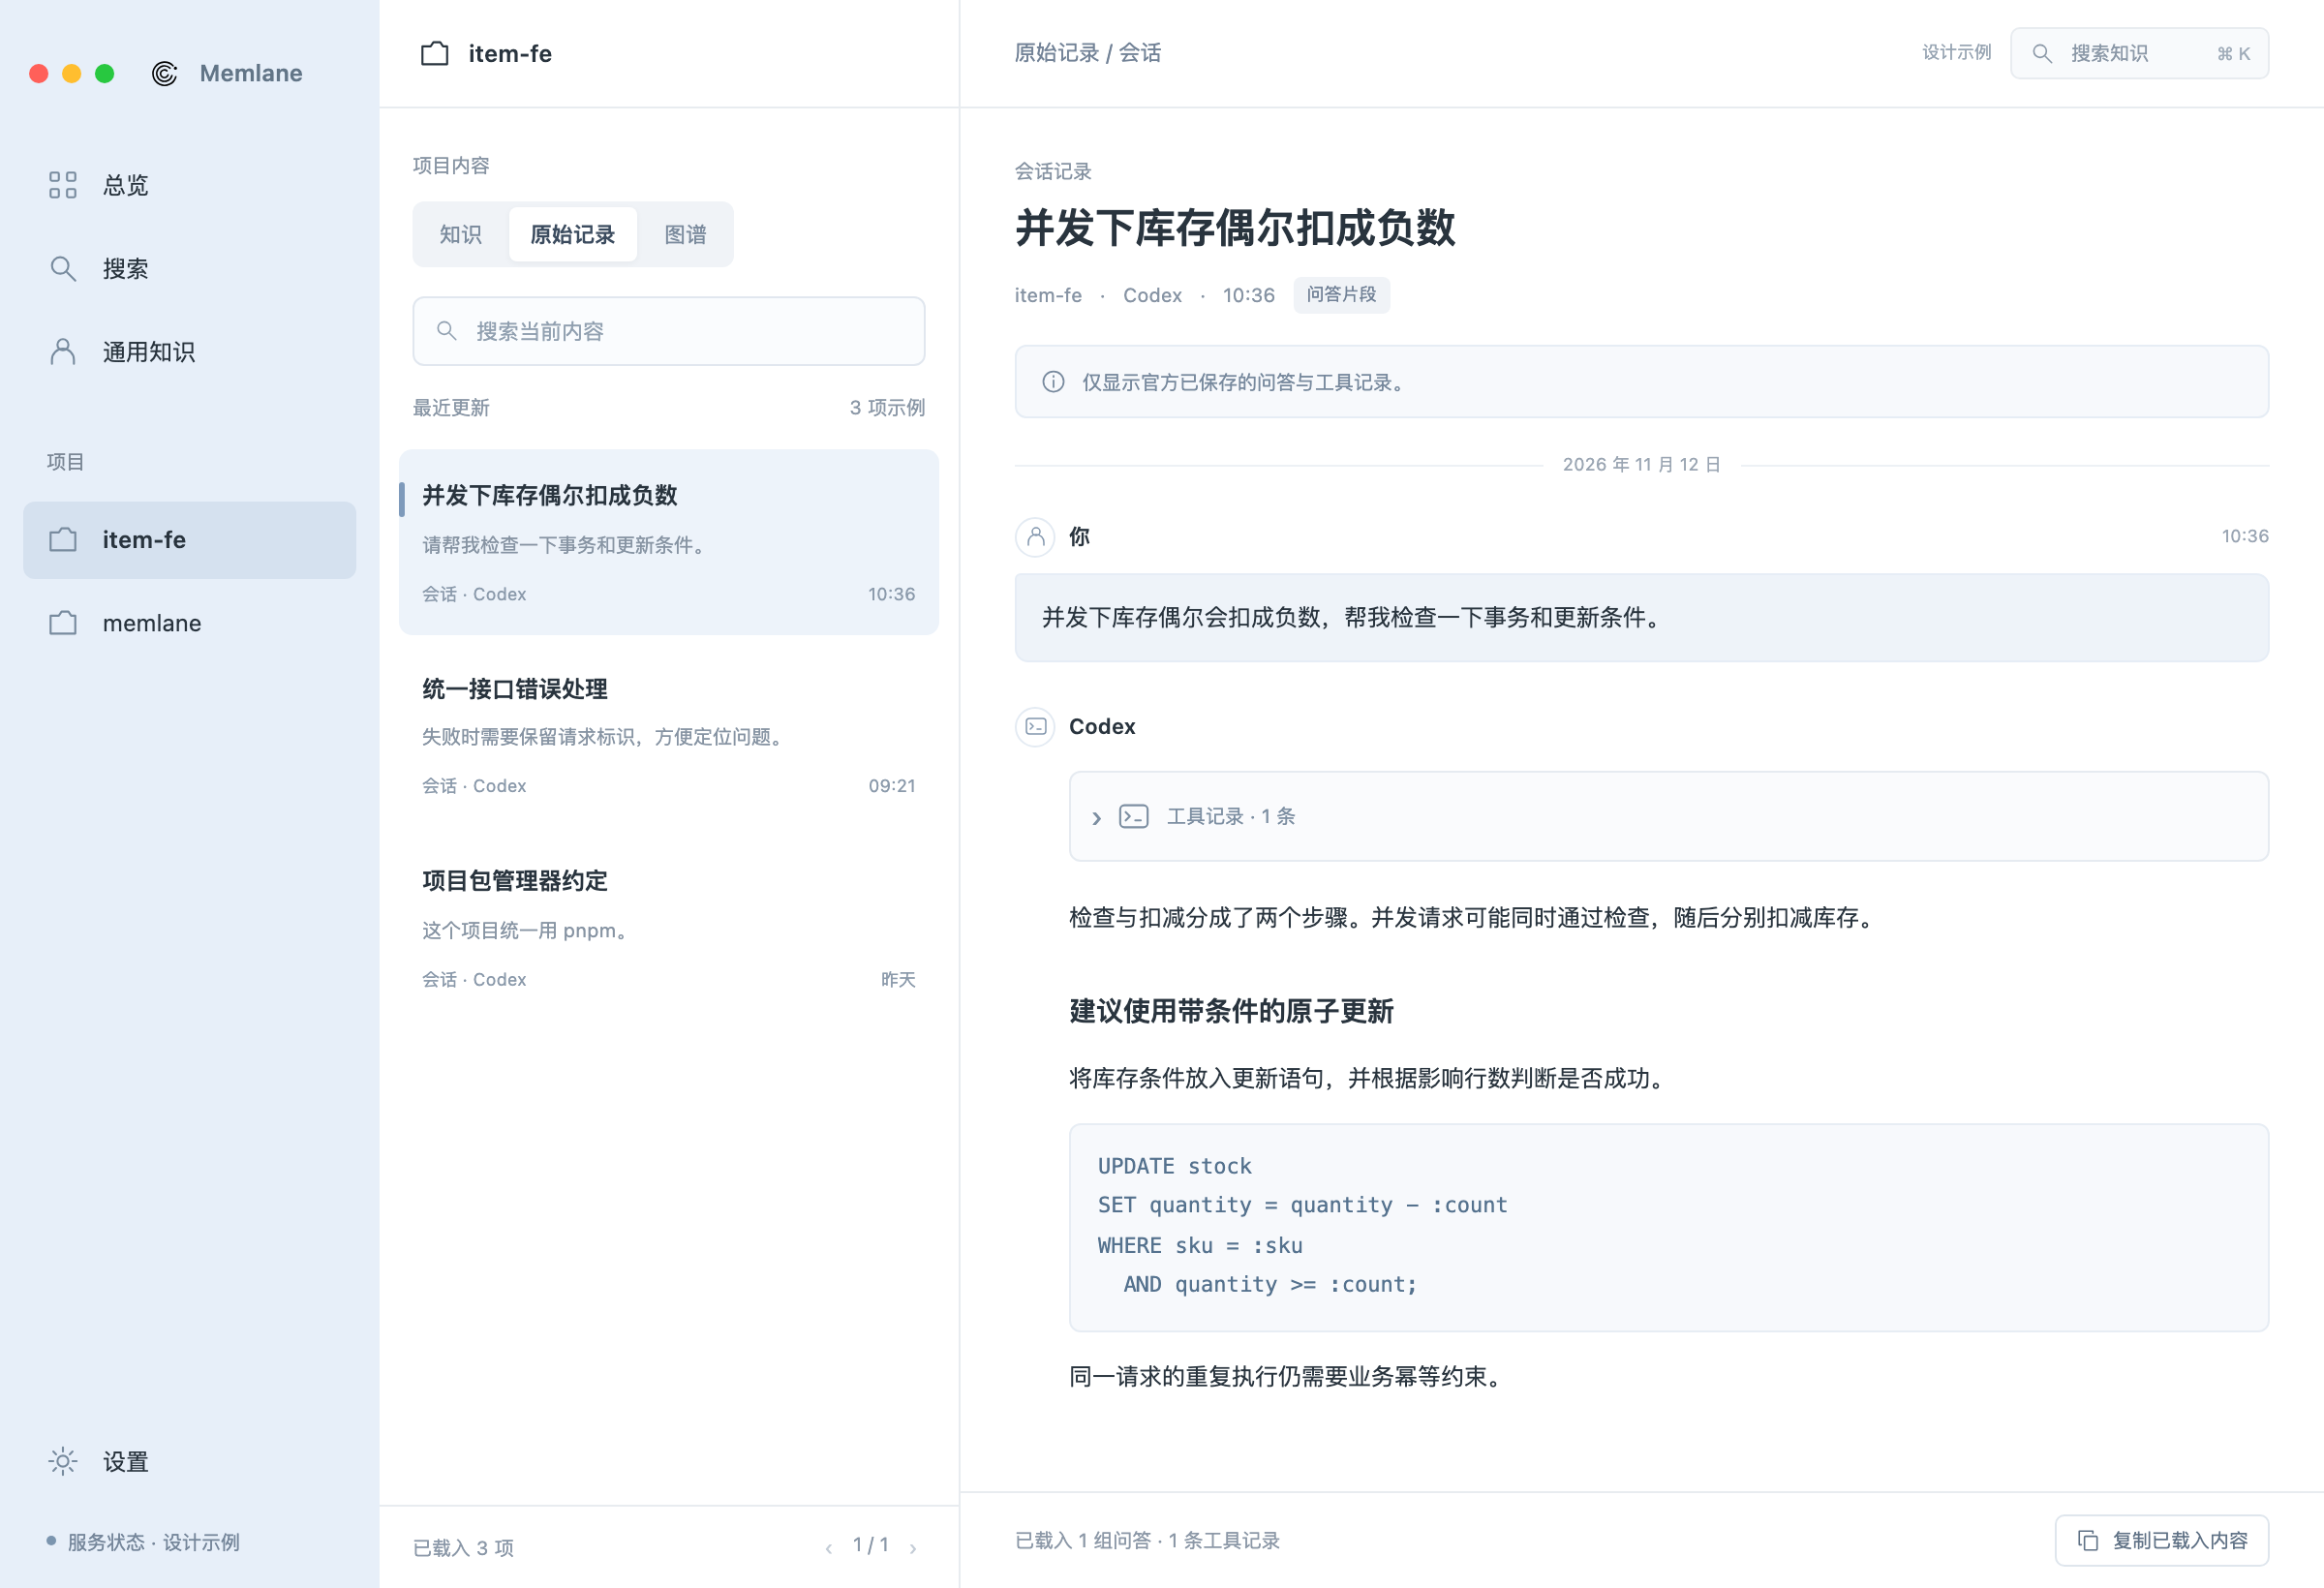 Memlane
总览
搜索
通用知识
项目
item-fe
memlane
设置
服务状态 · 设计示例
item-fe
项目内容
知识 原始记录 图谱
搜索当前内容
最近更新 3 项示例
并发下库存偶尔扣成负数
请帮我检查一下事务和更新条件。
会话 · Codex 10:36
统一接口错误处理
失败时需要保留请求标识，方便定位问题。
会话 · Codex 09:21
项目包管理器约定
这个项目统一用 pnpm。
会话 · Codex 昨天
已载入 3 项 ‹ 1 / 1 ›
原始记录 / 会话 设计示例 搜索知识 ⌘ K
会话记录
并发下库存偶尔扣成负数
item-fe · Codex · 10:36 问答片段
仅显示官方已保存的问答与工具记录。
2026 年 11 月 12 日
你 10:36
并发下库存偶尔会扣成负数，帮我检查一下事务和更新条件。
Codex
› 工具记录 · 1 条
检查与扣减分成了两个步骤。并发请求可能同时通过检查，随后分别扣减库存。
建议使用带条件的原子更新
将库存条件放入更新语句，并根据影响行数判断是否成功。
UPDATE stock
SET quantity = quantity - :count
WHERE sku = :sku
  AND quantity >= :count;
同一请求的重复执行仍需要业务幂等约束。
已载入 1 组问答 · 1 条工具记录 复制已载入内容